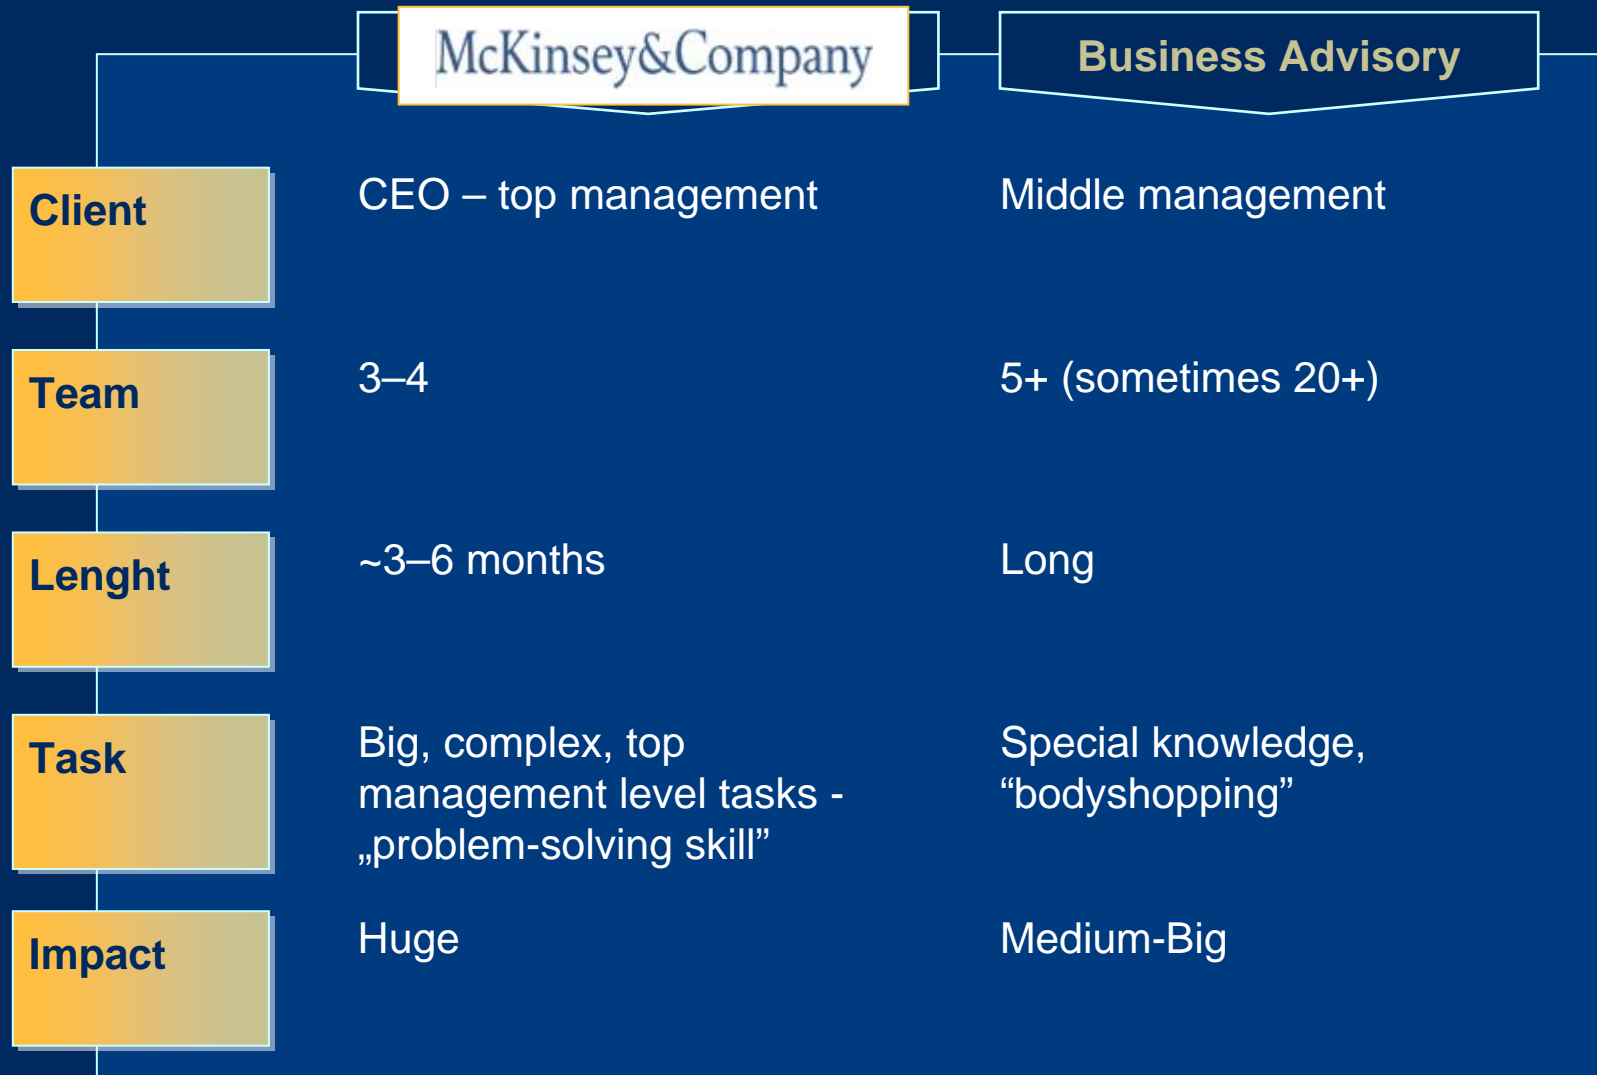 McKinsey&Company
Business Advisory
Client
CEO – top management
Middle management
Team
3–4
5+ (sometimes 20+)
Lenght
~3–6 months
Long
Task
Big, complex, top
management level tasks -
„problem-solving skill”
Special knowledge,
“bodyshopping”
Impact
Huge
Medium-Big